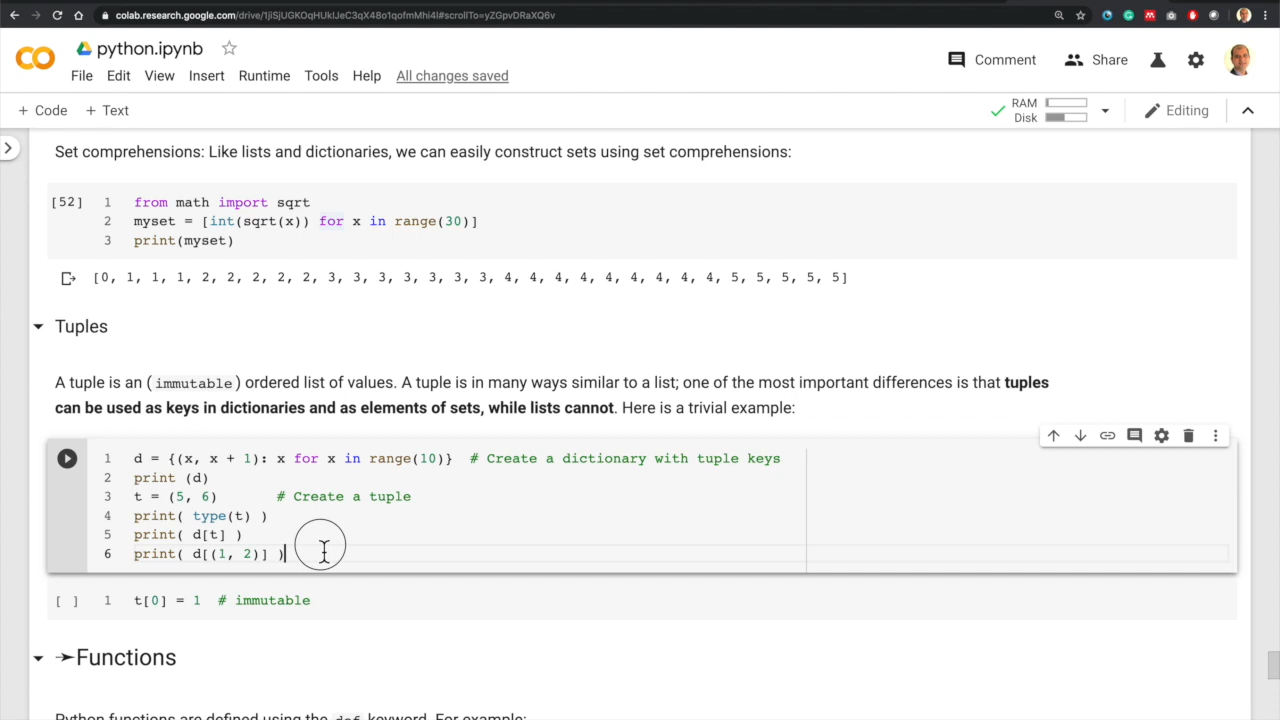 colab.research.google.com/drive/1jiSjUGKOqHUkIJeC3qX48o1qofmMhi4l#scrollTo=yZGpvDRaXQ6v
python.ipynb
File Edit View Insert Runtime Tools Help All changes saved
Comment Share
+ Code + Text
RAM
Disk
Editing
Set comprehensions: Like lists and dictionaries, we can easily construct sets using set comprehensions:
[52] 1 from math import sqrt
2 myset = [int(sqrt(x)) for x in range(30)]
3 print(myset)
[0, 1, 1, 1, 2, 2, 2, 2, 2, 3, 3, 3, 3, 3, 3, 3, 4, 4, 4, 4, 4, 4, 4, 4, 4, 5, 5, 5, 5, 5]
Tuples
A tuple is an (immutable) ordered list of values. A tuple is in many ways similar to a list; one of the most important differences is that tuples
can be used as keys in dictionaries and as elements of sets, while lists cannot. Here is a trivial example:
1 d = {(x, x + 1): x for x in range(10)} # Create a dictionary with tuple keys
2 print (d)
3 t = (5, 6) # Create a tuple
4 print( type(t) )
5 print( d[t] )
6 print( d[(1, 2)] )
[ ] 1 t[0] = 1 # immutable
Functions
Python functions are defined using the def keyword. For example: